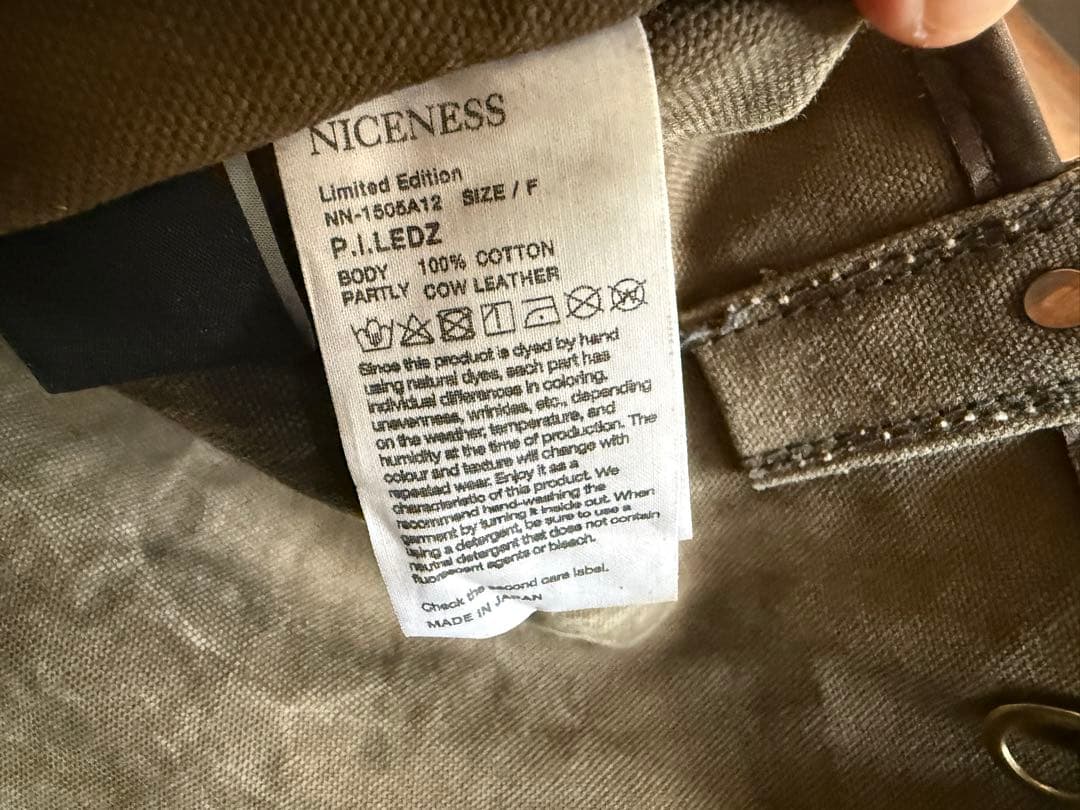 NICENESS
Limited Edition
NN-1505A12 SIZE / F
P.I.LEDZ
BODY 100% COTTON
PARTLY COW LEATHER
Since this product is dyed by hand
using natural dyes, each part has
individual differences in coloring,
unevenness, wrinkles, etc., depending
on the weather, temperature, and
humidity at the time of production. The
colour and texture will change with
repeated wear. Enjoy it as a
characteristic of this product. We
recommend hand-washing the
garment by turning it inside out. When
using a detergent, be sure to use a
neutral detergent that does not contain
fluorescent agents or bleach.
Check the second care label.
MADE IN JAPAN